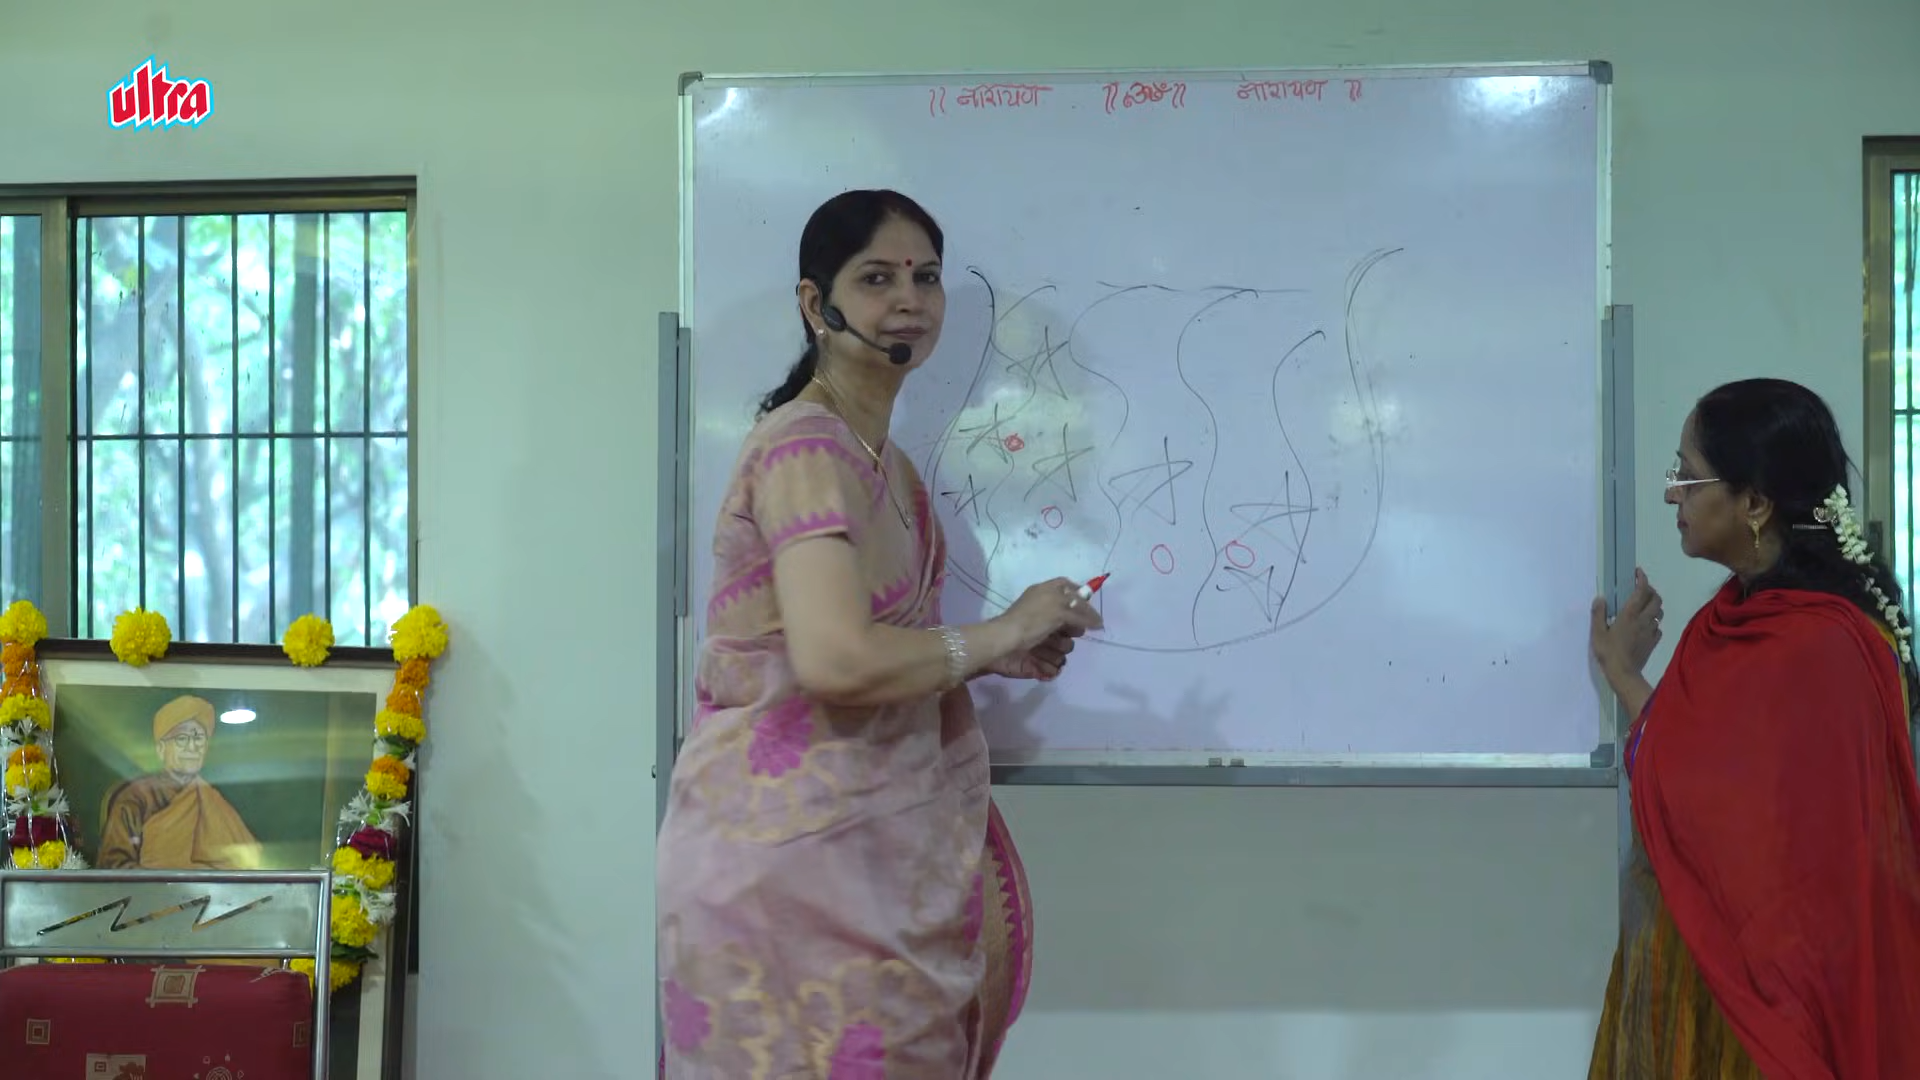 ultra
॥ नारायण ॥ ॐ ॥ नारायण ॥